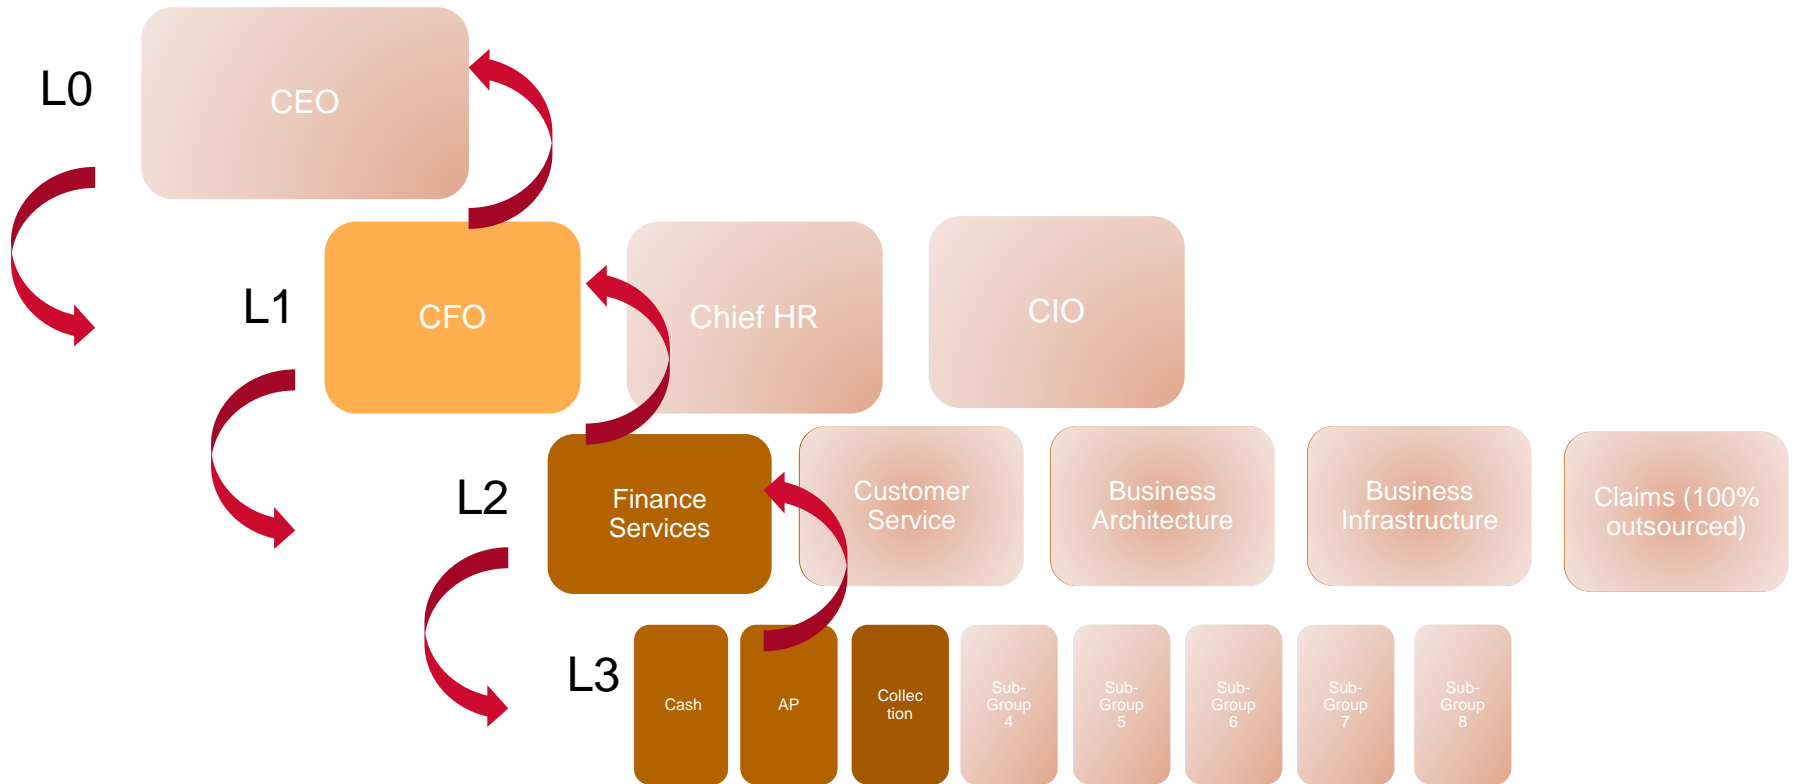 L0
CEO
L1
CFO
Chief HR
CIO
L2
Finance
Services
Customer
Service
Business
Architecture
Business
Infrastructure
Claims (100%
outsourced)
L3
Cash
AP
Collec
tion
Sub-
Group
4
Sub-
Group
5
Sub-
Group
6
Sub-
Group
7
Sub-
Group
8